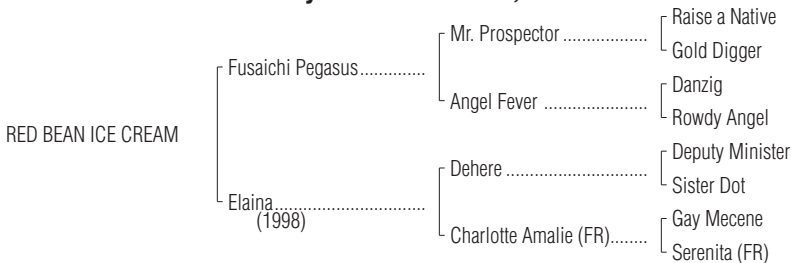 Raise a Native
Mr. Prospector ..................
Gold Digger
Fusaichi Pegasus..............
Danzig
Angel Fever ......................
Rowdy Angel
RED BEAN ICE CREAM
Deputy Minister
Dehere ..............................
Sister Dot
Elaina................................
(1998)
Gay Mecene
Charlotte Amalie (FR)........
Serenita (FR)